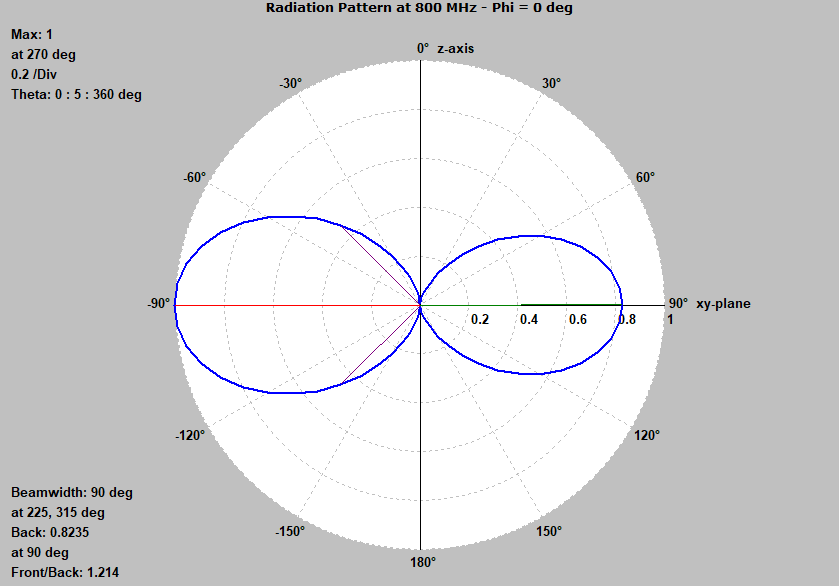 Radiation Pattern at 800 MHz - Phi = 0 deg
Max: 1
at 270 deg
0.2 /Div
Theta: 0 : 5 : 360 deg
0° z-axis
-30°
30°
-60°
60°
-90°
90° xy-plane
0.2
0.4
0.6
0.8
1
-120°
120°
-150°
150°
180°
Beamwidth: 90 deg
at 225, 315 deg
Back: 0.8235
at 90 deg
Front/Back: 1.214